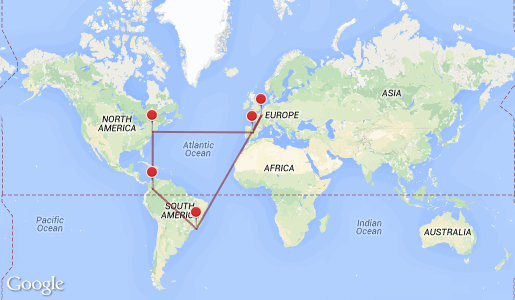 ASIA
NORTH
AMERICA
EUROPE
Atlantic
Ocean
AFRICA
SOUTH
AMERICA
Pacific
Ocean
Indian
Ocean
AUSTRALIA
Google